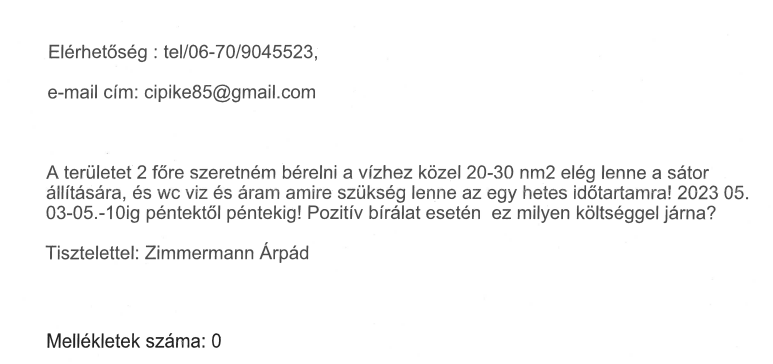 Elérhetőség : tel/06-70/9045523,
e-mail cím: cipike85@gmail.com
A területet 2 főre szeretném bérelni a vízhez közel 20-30 nm2 elég lenne a sátor
állítására, és wc viz és áram amire szükség lenne az egy hetes időtartamra! 2023 05.
03-05.-10ig péntektől péntekig! Pozitív bírálat esetén  ez milyen költséggel járna?
Tisztelettel: Zimmermann Árpád
Mellékletek száma: 0